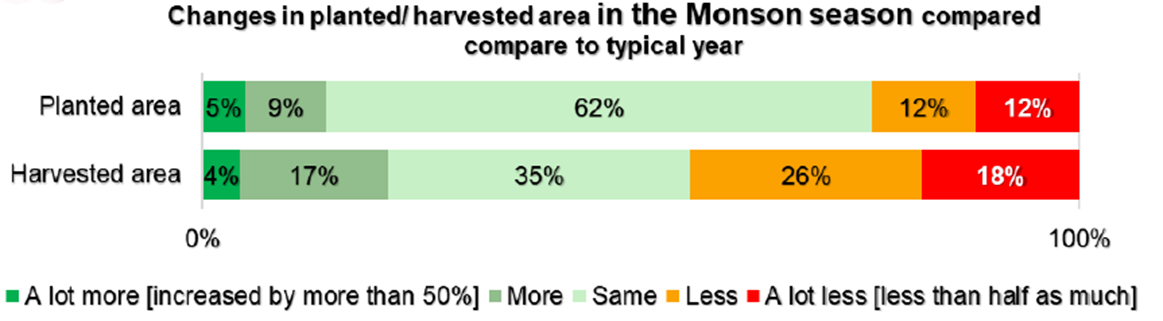 Changes in planted/ harvested area in the Monson season compared
compare to typical year
Planted area 5% 9% 62% 12% 12%
Harvested area 4% 17% 35% 26% 18%
0% 100%
A lot more [increased by more than 50%] More Same Less A lot less [less than half as much]